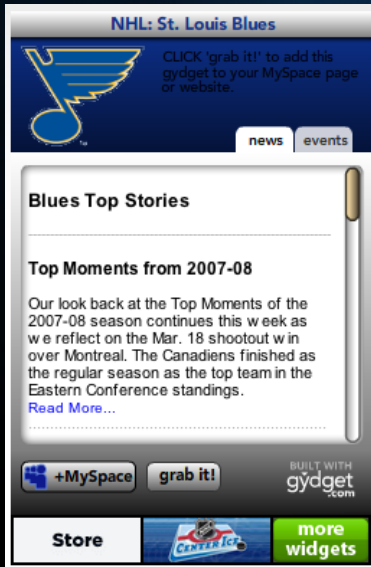 NHL: St. Louis Blues
CLICK 'grab it!' to add this
gydget to your MySpace page
or website.
news
events
Blues Top Stories
Top Moments from 2007-08
Our look back at the Top Moments of the
2007-08 season continues this week as
we reflect on the Mar. 18 shootout win
over Montreal. The Canadiens finished as
the regular season as the top team in the
Eastern Conference standings.
Read More...
+MySpace
grab it!
BUILT WITH
gydget
.com
Store
CENTER ICE
more
widgets